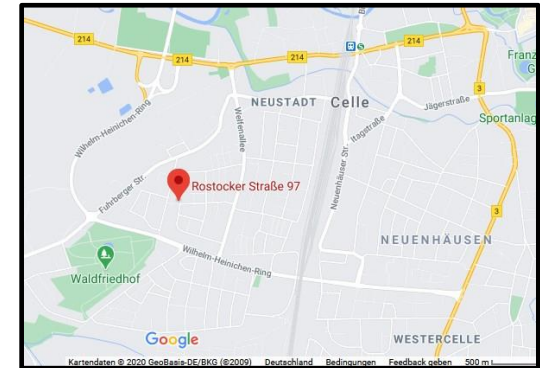 214
214
214
214
Franz
G
NEUSTADT
Celle
3
Jägerstraße
Sportanlag
Wilhelm-Heinichen-Ring
Welfenallee
Itagstraße
Fuhrberger Str.
Rostocker Straße 97
Neuenhäuser Str.
3
NEUENHÄUSEN
Wilhelm-Heinichen-Ring
Waldfriedhof
Google
WESTERCELLE
Kartendaten © 2020 GeoBasis-DE/BKG (©2009) Deutschland Bedingungen Feedback geben 500 m